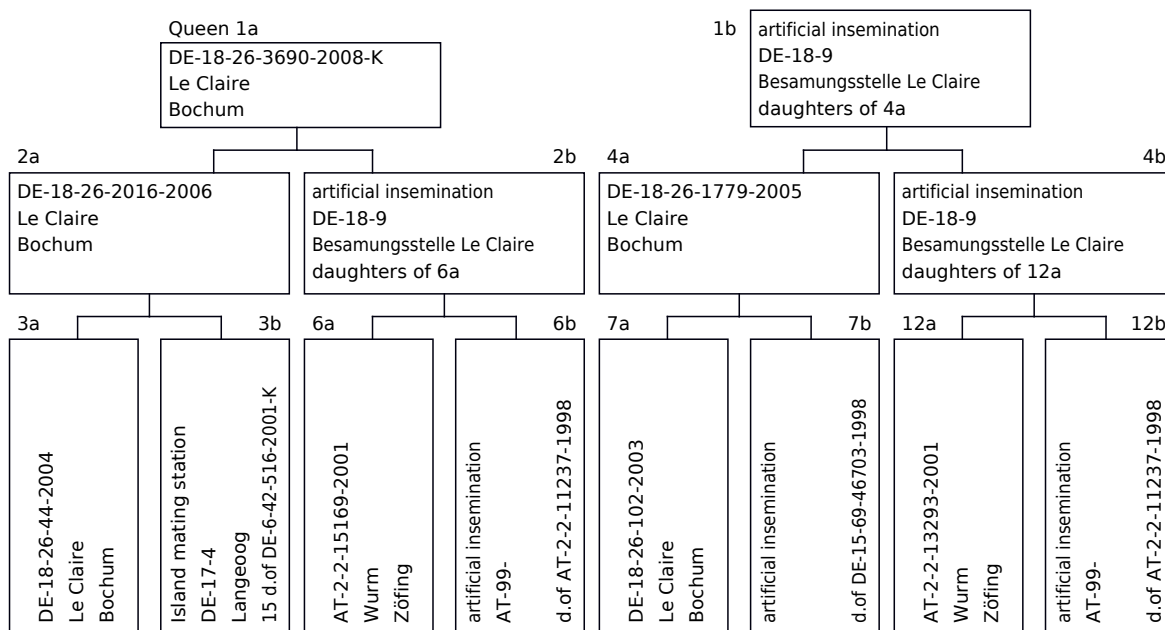 Queen 1a
DE-18-26-3690-2008-K
Le Claire
Bochum
1b
artificial insemination
DE-18-9
Besamungsstelle Le Claire
daughters of 4a
2a
DE-18-26-2016-2006
Le Claire
Bochum
2b
artificial insemination
DE-18-9
Besamungsstelle Le Claire
daughters of 6a
4a
DE-18-26-1779-2005
Le Claire
Bochum
4b
artificial insemination
DE-18-9
Besamungsstelle Le Claire
daughters of 12a
3a
DE-18-26-44-2004
Le Claire
Bochum
3b
Island mating station
DE-17-4
Langeoog
15 d.of DE-6-42-516-2001-K
6a
AT-2-2-15169-2001
Wurm
Zöfing
6b
artificial insemination
AT-99-
d.of AT-2-2-11237-1998
7a
DE-18-26-102-2003
Le Claire
Bochum
7b
artificial insemination
d.of DE-15-69-46703-1998
12a
AT-2-2-13293-2001
Wurm
Zöfing
12b
artificial insemination
AT-99-
d.of AT-2-2-11237-1998